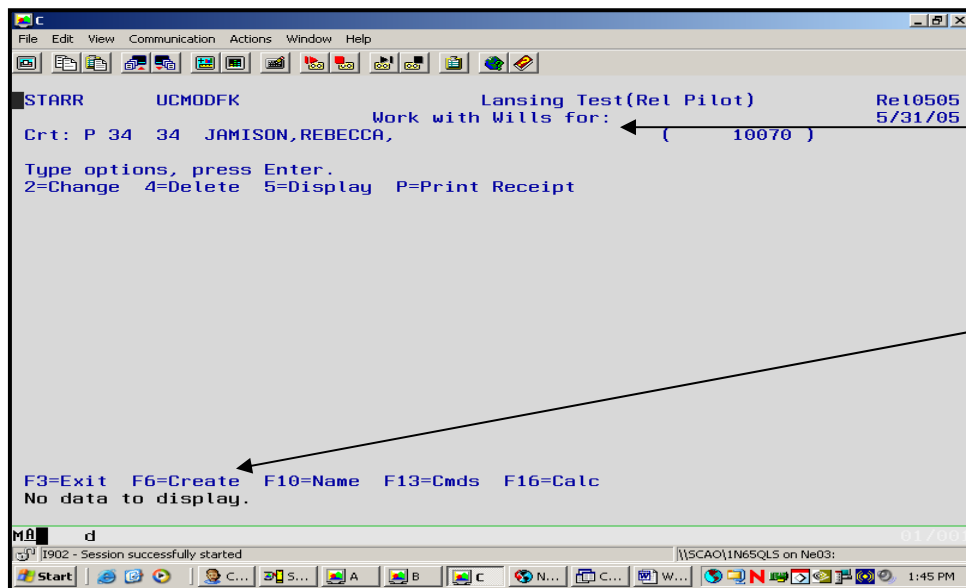 C
File Edit View Communication Actions Window Help
STARR UCMODFK Lansing Test(Rel Pilot) Rel0505
Work with Wills for: 5/31/05
Crt: P 34 34 JAMISON,REBECCA, ( 10070 )
Type options, press Enter.
2=Change 4=Delete 5=Display P=Print Receipt
F3=Exit F6=Create F10=Name F13=Cmds F16=Calc
No data to display.
MA d 01/001
I902 - Session successfully started \\SCAO\1N65QLS on Ne03:
Start C... S... A B C N... C... W... 1:45 PM